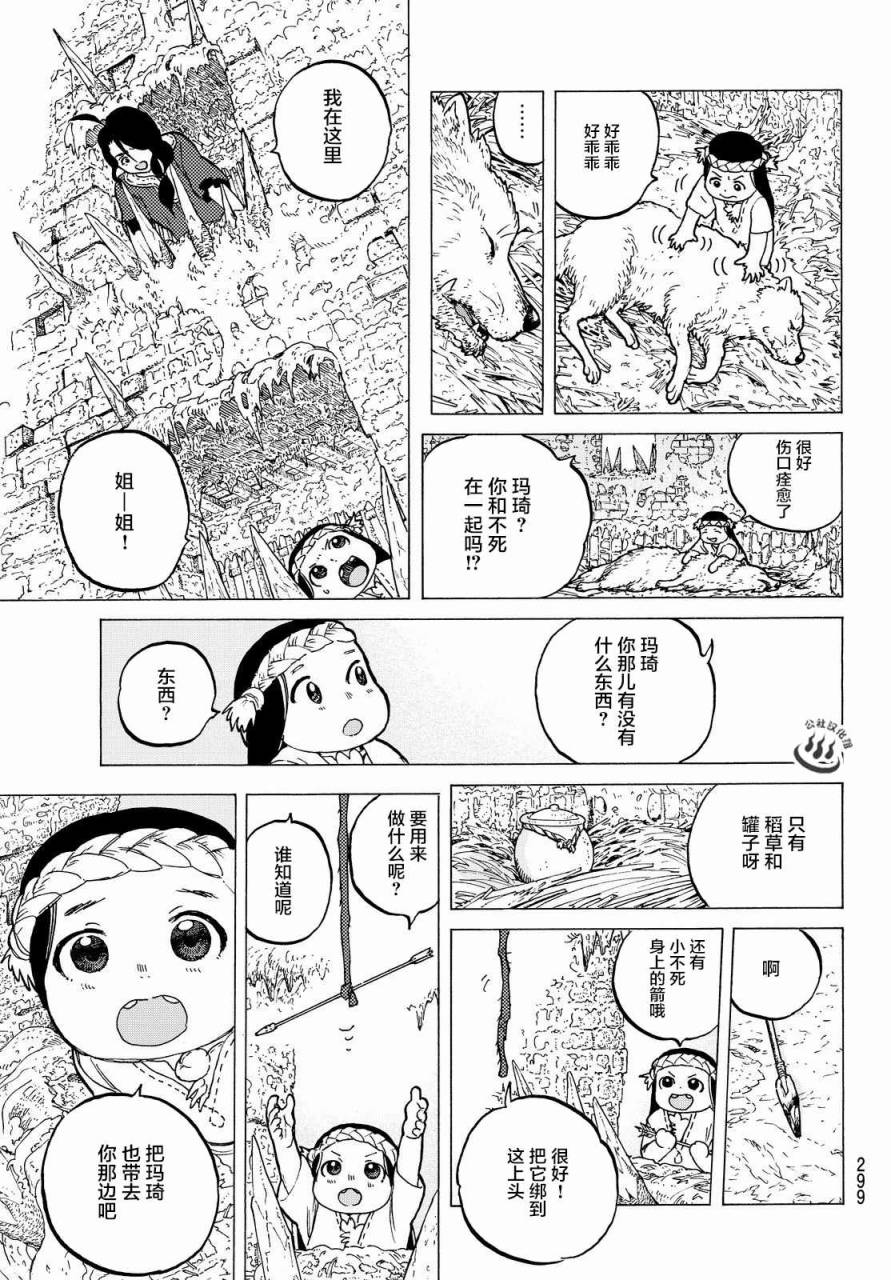 好乖乖
好乖乖
……
很好
伤口痊愈了
玛琦？
你和不死
在一起吗！？
我在这里
姐—姐！
玛琦
你那儿有没有
什么东西？
东西？
只有
稻草和
罐子呀
啊
还有
小不死
身上的箭哦
很好！
把它绑到
这上头
要用来
做什么呢？
谁知道呢
把玛琦
也带去
你那边吧
公社汉化组
299